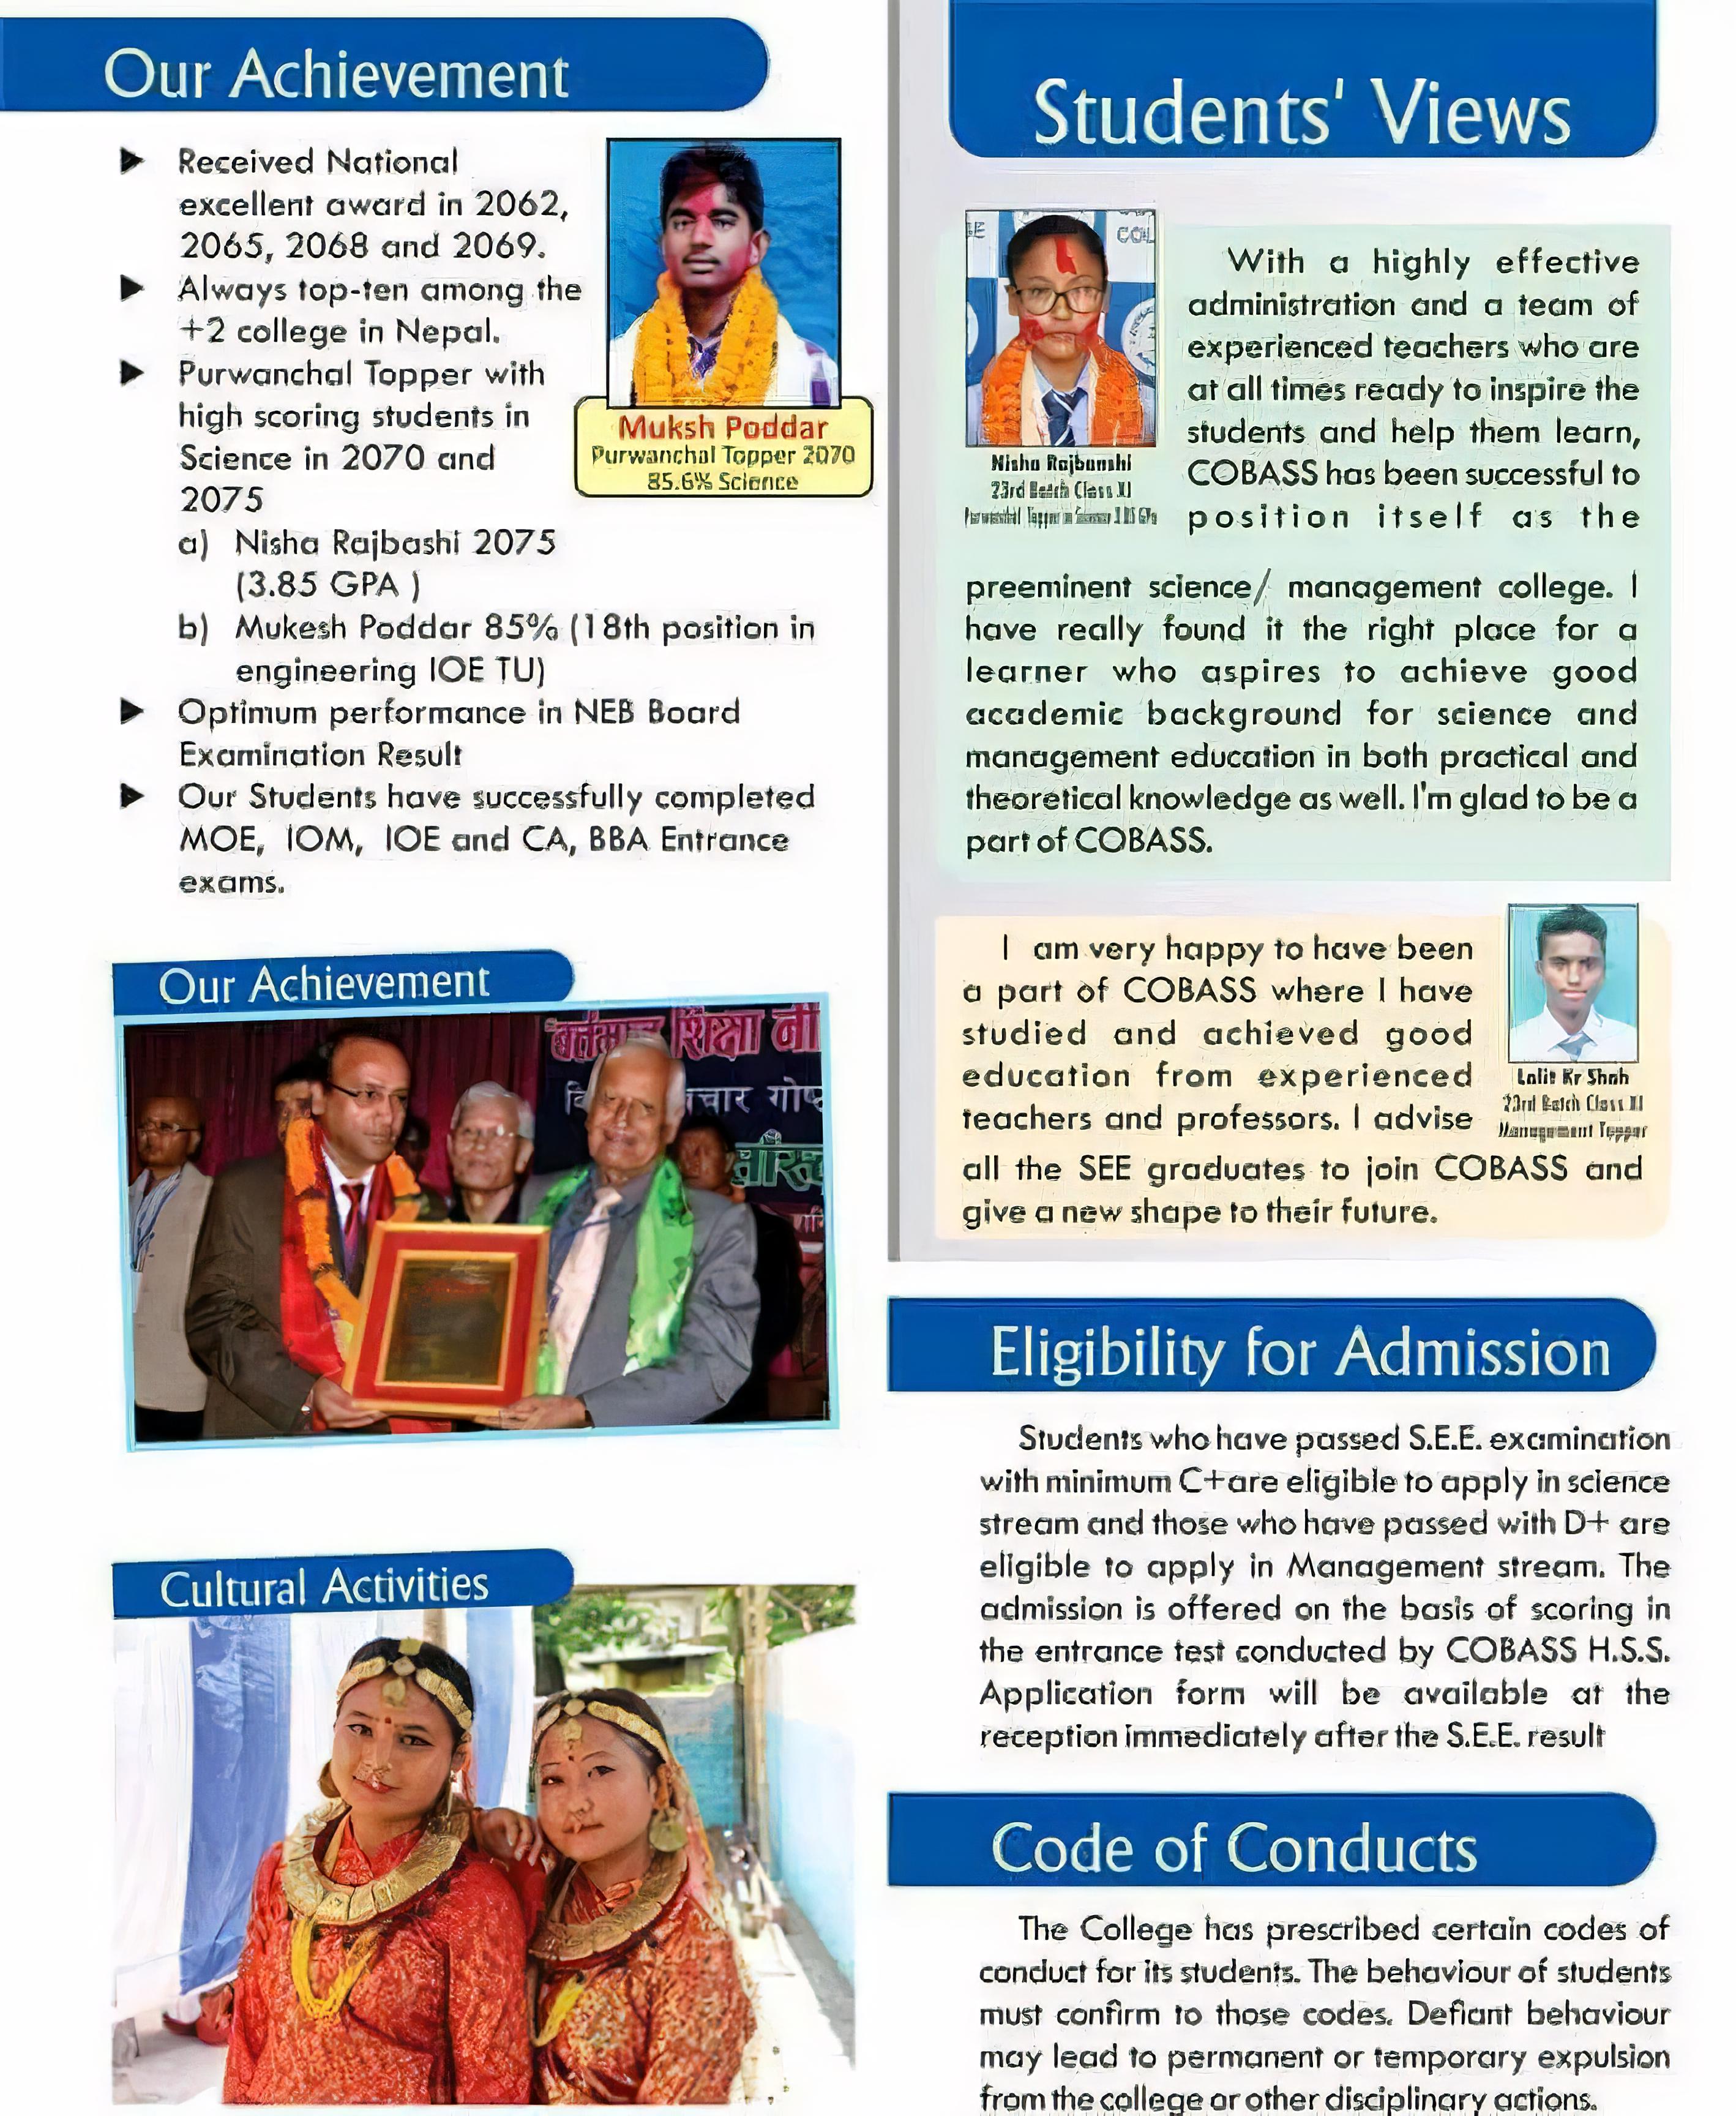 Our Achievement
Received National
excellent award in 2062,
2065, 2068 and 2069.
Always top-ten among the
+2 college in Nepal.
Purwanchal Topper with
high scoring students in
Science in 2070 and
2075
a) Nisha Rajbashi 2075
(3.85 GPA )
b) Mukesh Poddar 85% (18th position in
engineering IOE TU)
Optimum performance in NEB Board
Examination Result
Our Students have successfully completed
MOE, IOM, IOE and CA, BBA Entrance
exams.
Muksh Poddar
Purwanchal Topper 2070
85.6% Science
Our Achievement
वर्तमान शिक्षा नी
चार गोष्
Cultural Activities
Students' Views
COL
Nisha Rajbanshi
23rd Batch Class XI
With a highly effective
administration and a team of
experienced teachers who are
at all times ready to inspire the
students and help them learn,
COBASS has been successful to
position itself as the
preeminent science/ management college. I
have really found it the right place for a
learner who aspires to achieve good
academic background for science and
management education in both practical and
theoretical knowledge as well. I'm glad to be a
part of COBASS.
I am very happy to have been
a part of COBASS where I have
studied and achieved good
education from experienced
teachers and professors. I advise
all the SEE graduates to join COBASS and
give a new shape to their future.
Lalit Kr Shah
23rd Batch Class XI
Management Topper
Eligibility for Admission
Students who have passed S.E.E. examination
with minimum C+are eligible to apply in science
stream and those who have passed with D+ are
eligible to apply in Management stream. The
admission is offered on the basis of scoring in
the entrance test conducted by COBASS H.S.S.
Application form will be available at the
reception immediately after the S.E.E. result
Code of Conducts
The College has prescribed certain codes of
conduct for its students. The behaviour of students
must confirm to those codes. Defiant behaviour
may lead to permanent or temporary expulsion
from the college or other disciplinary actions.